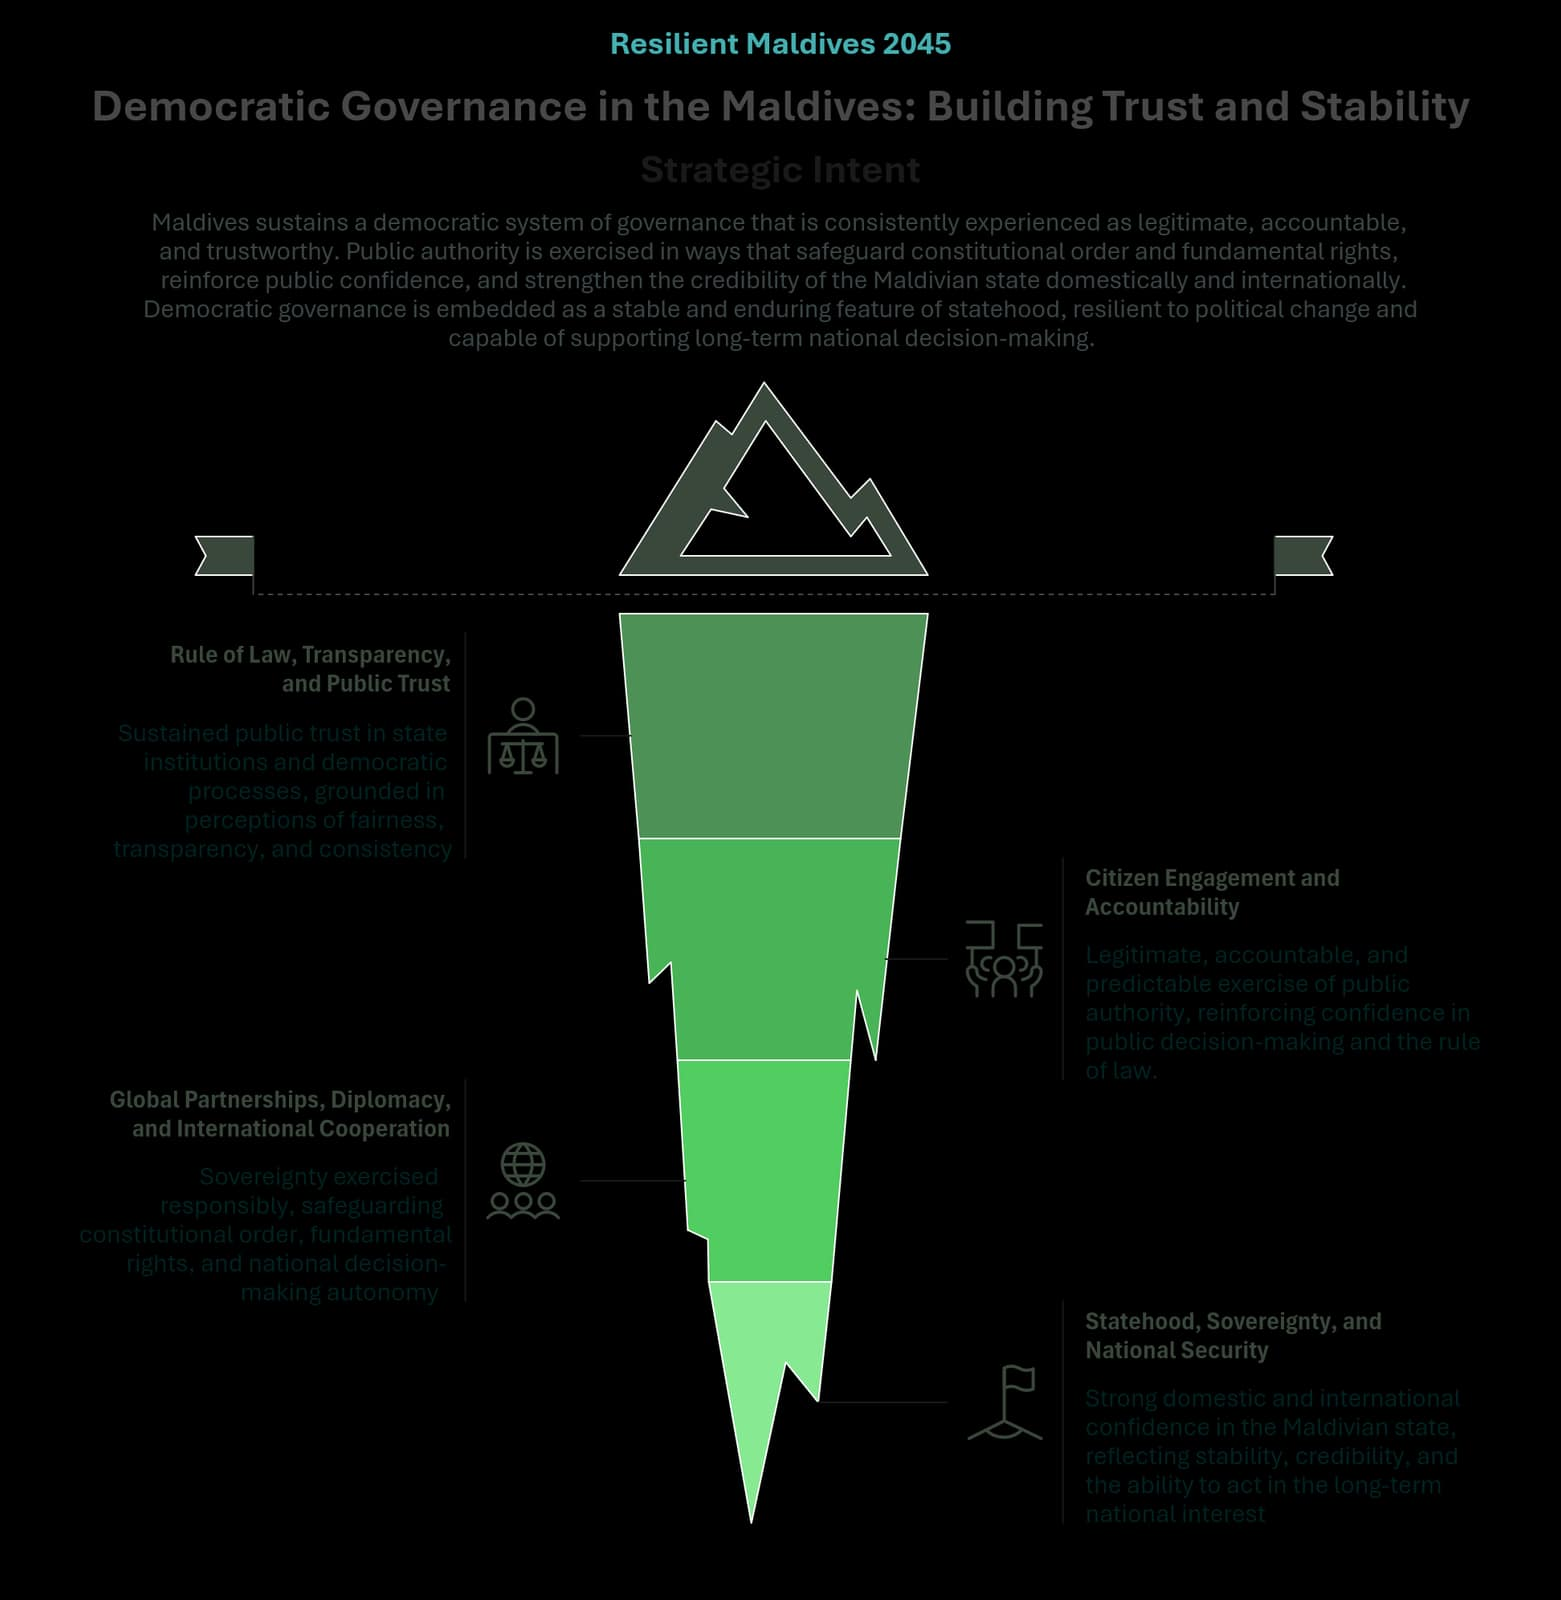 Resilient Maldives 2045
Democratic Governance in the Maldives: Building Trust and Stability
Strategic Intent
Maldives sustains a democratic system of governance that is consistently experienced as legitimate, accountable,
and trustworthy. Public authority is exercised in ways that safeguard constitutional order and fundamental rights,
reinforce public confidence, and strengthen the credibility of the Maldivian state domestically and internationally.
Democratic governance is embedded as a stable and enduring feature of statehood, resilient to political change and
capable of supporting long-term national decision-making.
Rule of Law, Transparency,
and Public Trust
Sustained public trust in state
institutions and democratic
processes, grounded in
perceptions of fairness,
transparency, and consistency
Citizen Engagement and
Accountability
Legitimate, accountable, and
predictable exercise of public
authority, reinforcing confidence in
public decision-making and the rule
of law.
Global Partnerships, Diplomacy,
and International Cooperation
Sovereignty exercised
responsibly, safeguarding
constitutional order, fundamental
rights, and national decision-
making autonomy
Statehood, Sovereignty, and
National Security
Strong domestic and international
confidence in the Maldivian state,
reflecting stability, credibility, and
the ability to act in the long-term
national interest